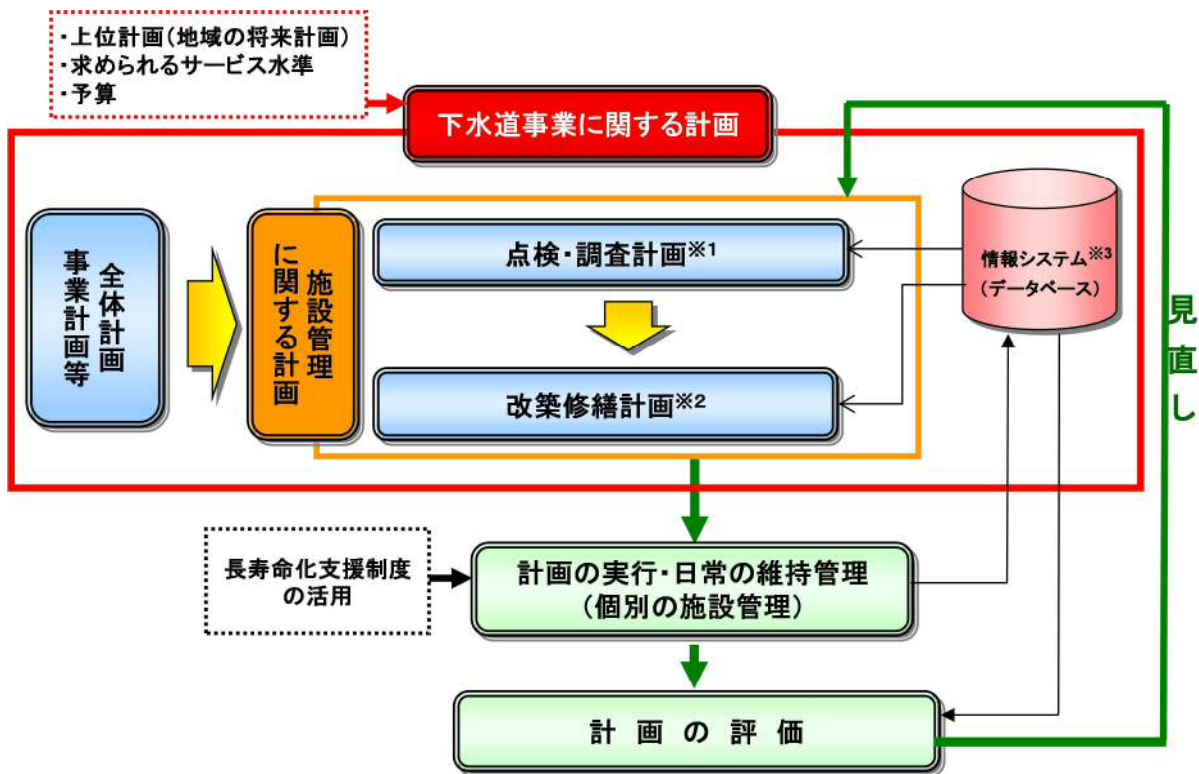 ・上位計画(地域の将来計画)
・求められるサービス水準
・予算
下水道事業に関する計画
全体計画
事業計画等
施設管理
に関する計画
点検・調査計画※1
改築修繕計画※2
情報システム※3
(データベース)
見直し
長寿命化支援制度
の活用
計画の実行・日常の維持管理
(個別の施設管理)
計画の評価